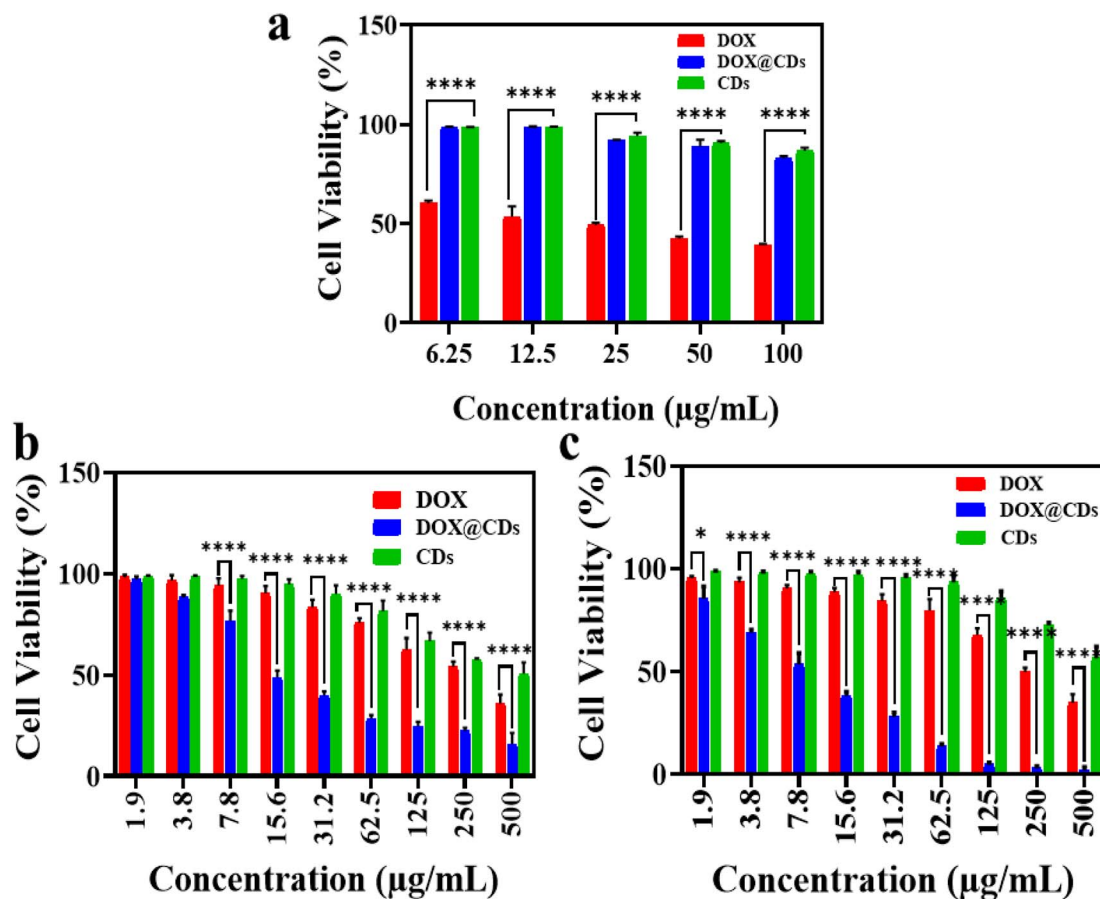 a
Cell Viability (%)
150
100
50
0
DOX
DOX@CDs
CDs
****
****
****
****
****
6.25 12.5 25 50 100
Concentration (µg/mL)
b
Cell Viability (%)
150
100
50
0
DOX
DOX@CDs
CDs
****
****
****
****
****
****
****
1.9 3.8 7.8 15.6 31.2 62.5 125 250 500
Concentration (µg/mL)
c
Cell Viability (%)
150
100
50
0
DOX
DOX@CDs
CDs
*
****
****
****
****
****
****
****
****
1.9 3.8 7.8 15.6 31.2 62.5 125 250 500
Concentration (µg/mL)